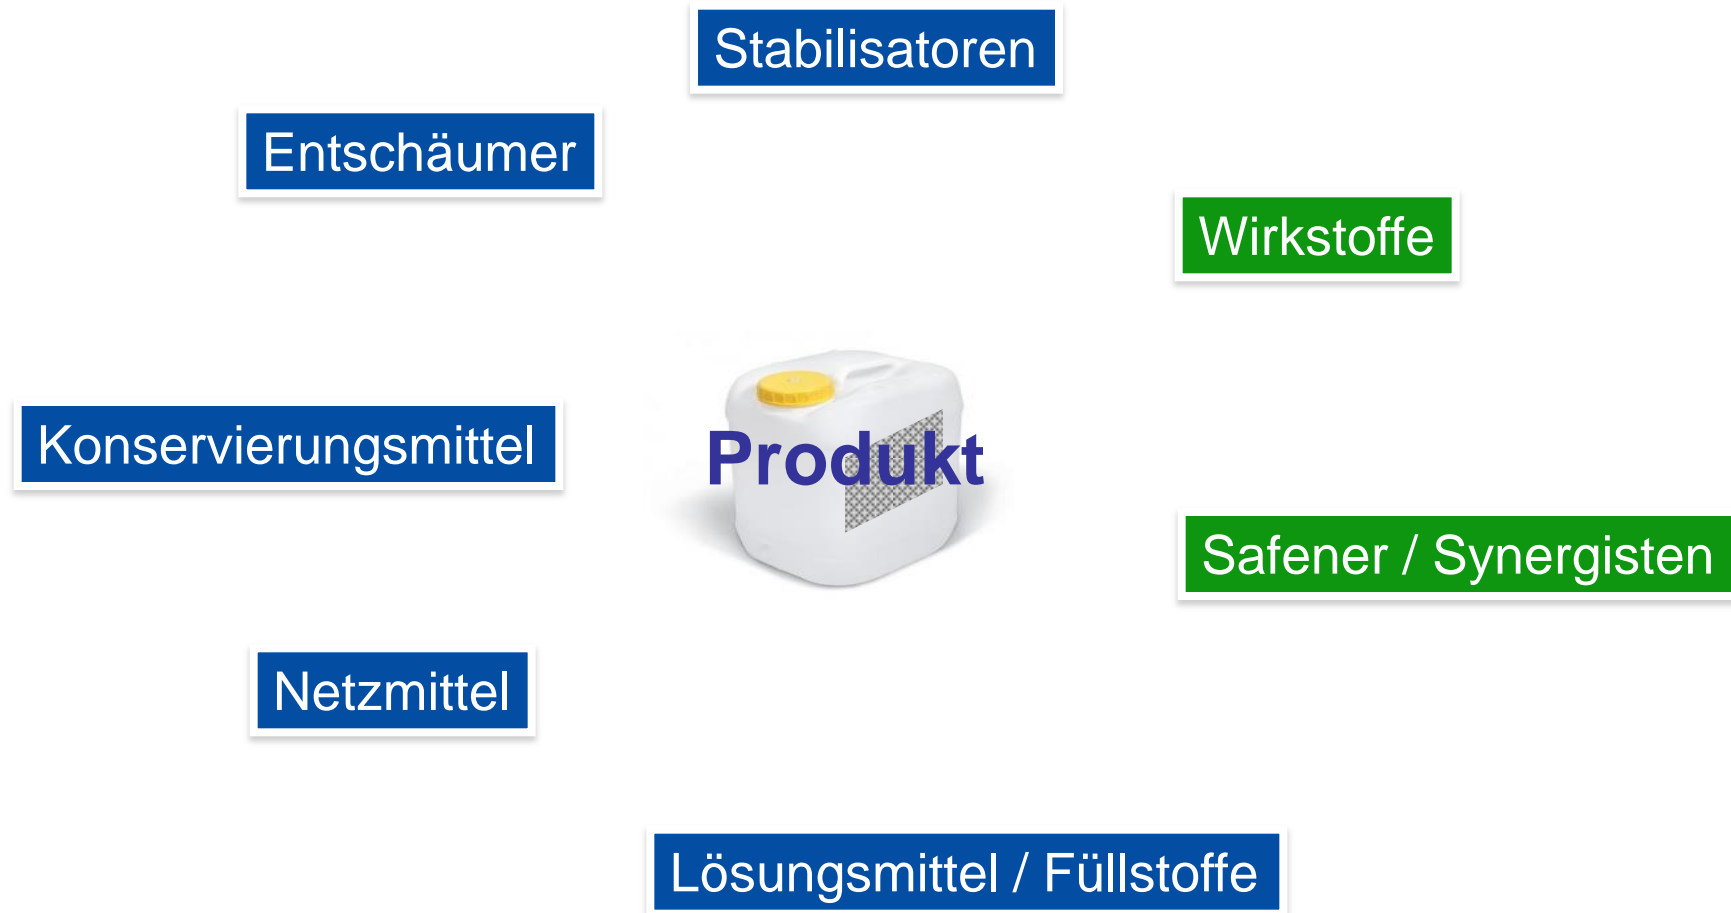 Stabilisatoren
Entschäumer
Wirkstoffe
Konservierungsmittel
Produkt
Safener / Synergisten
Netzmittel
Lösungsmittel / Füllstoffe